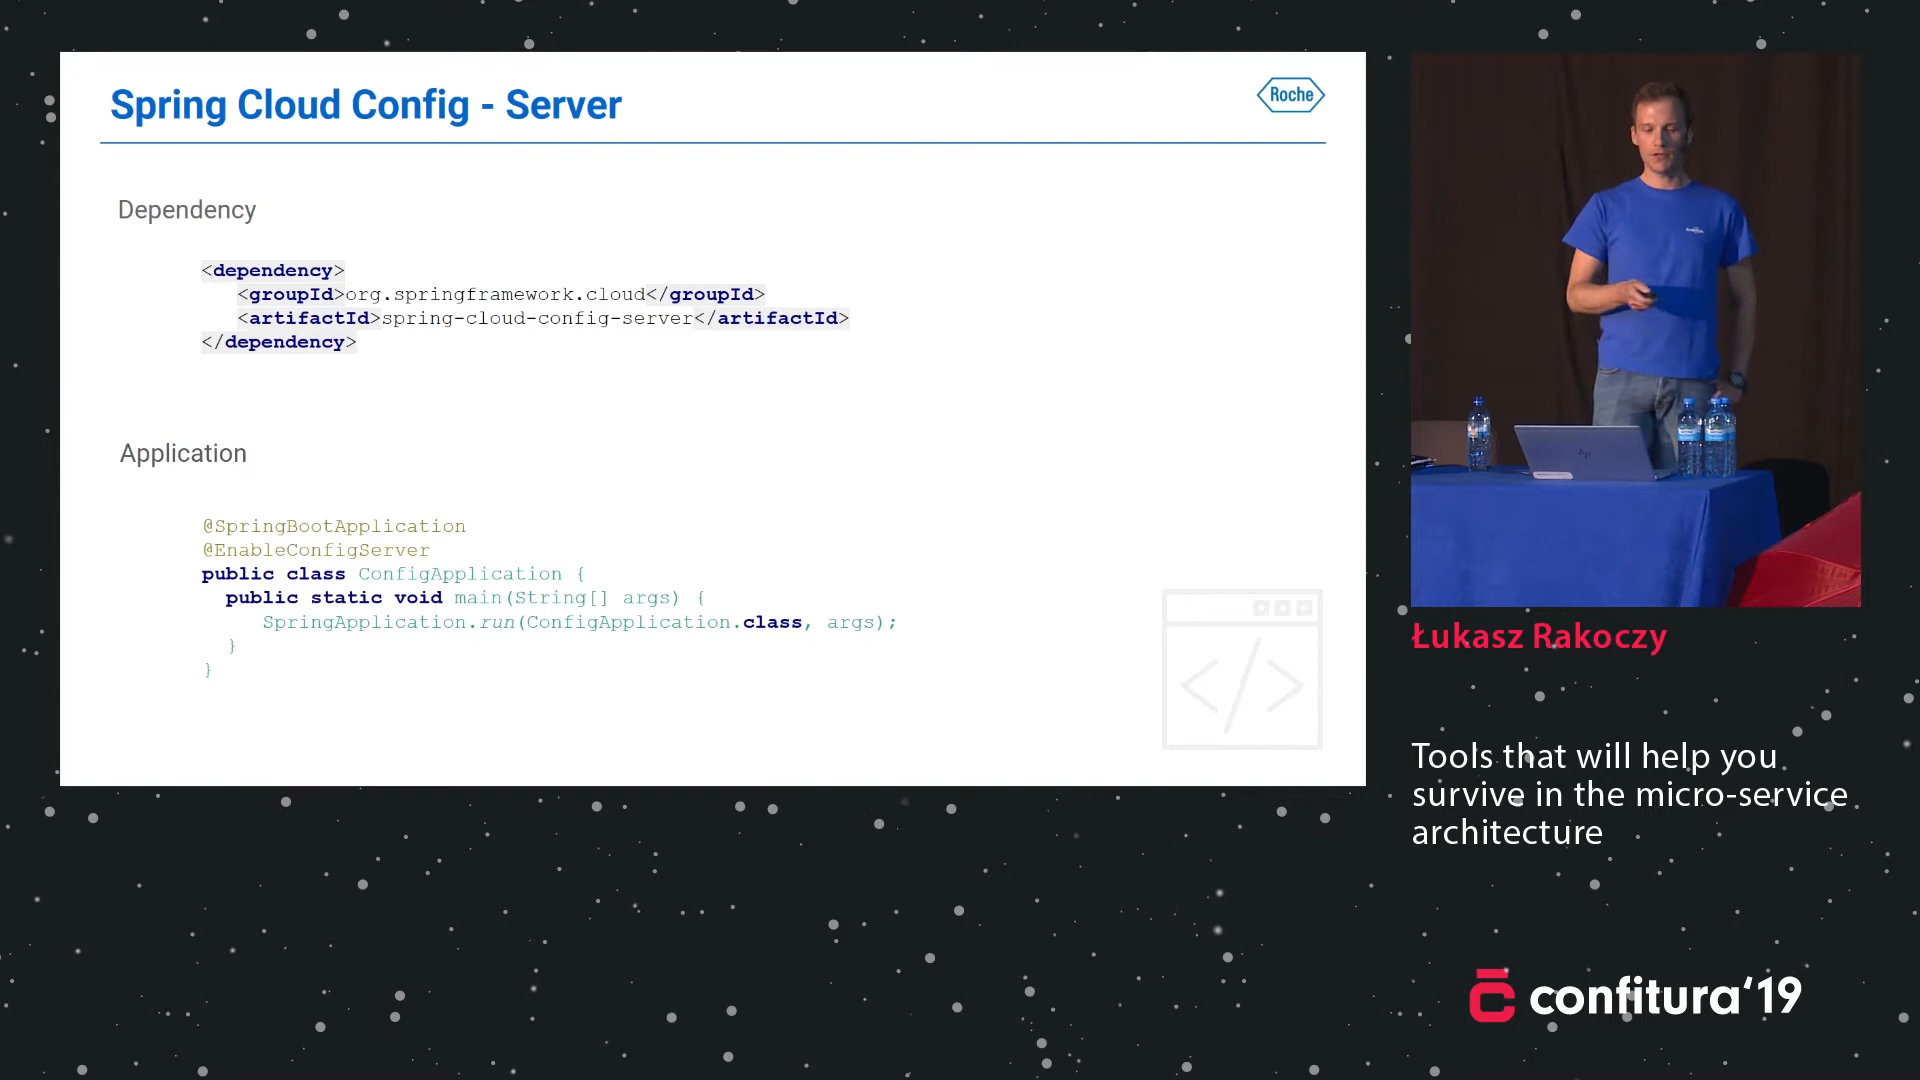 Spring Cloud Config - Server
Roche
Dependency
<dependency>
<groupId>org.springframework.cloud</groupId>
<artifactId>spring-cloud-config-server</artifactId>
</dependency>
Application
@SpringBootApplication
@EnableConfigServer
public class ConfigApplication {
public static void main(String[] args) {
SpringApplication.run(ConfigApplication.class, args);
}
}
</>
Łukasz Rakoczy
Tools that will help you
survive in the micro-service
architecture
confitura'19